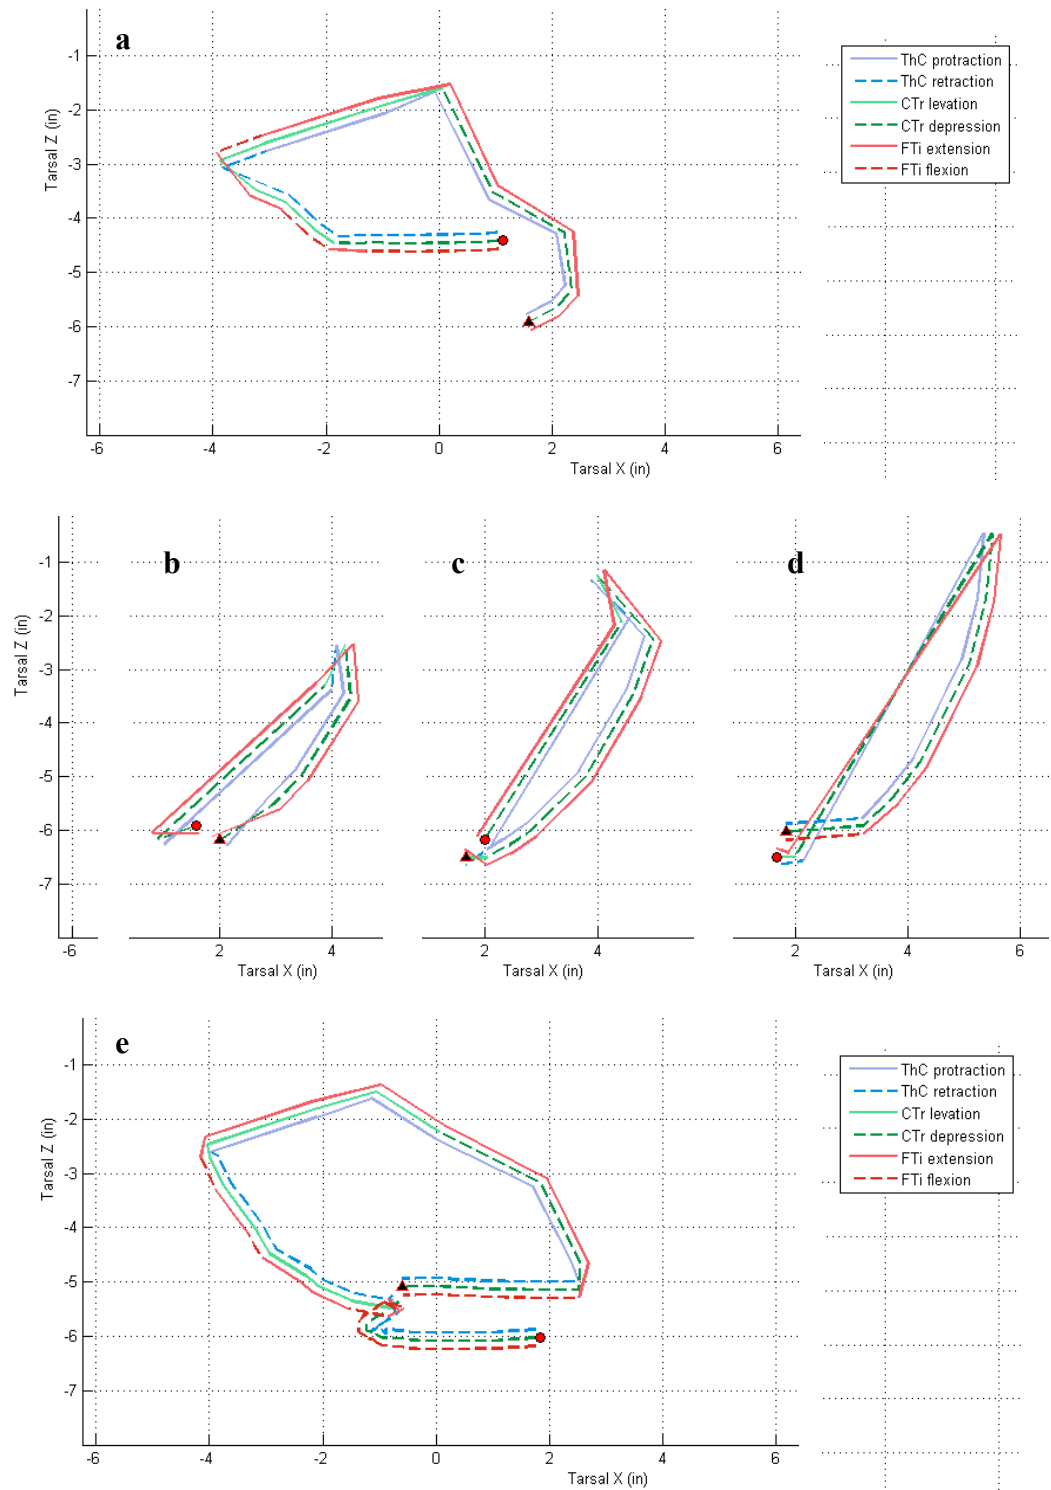 a
-1
-2
-3
-4
-5
-6
-7
Tarsal Z (in)
-6 -4 -2 0 2 4 6
Tarsal X (in)
ThC protraction
ThC retraction
CTr levation
CTr depression
FTi extension
FTi flexion
b c d
-1
-2
-3
-4
-5
-6
-7
Tarsal Z (in)
-6 2 4 2 4 2 4 6
Tarsal X (in) Tarsal X (in) Tarsal X (in)
e
-1
-2
-3
-4
-5
-6
-7
Tarsal Z (in)
-6 -4 -2 0 2 4 6
Tarsal X (in)
ThC protraction
ThC retraction
CTr levation
CTr depression
FTi extension
FTi flexion